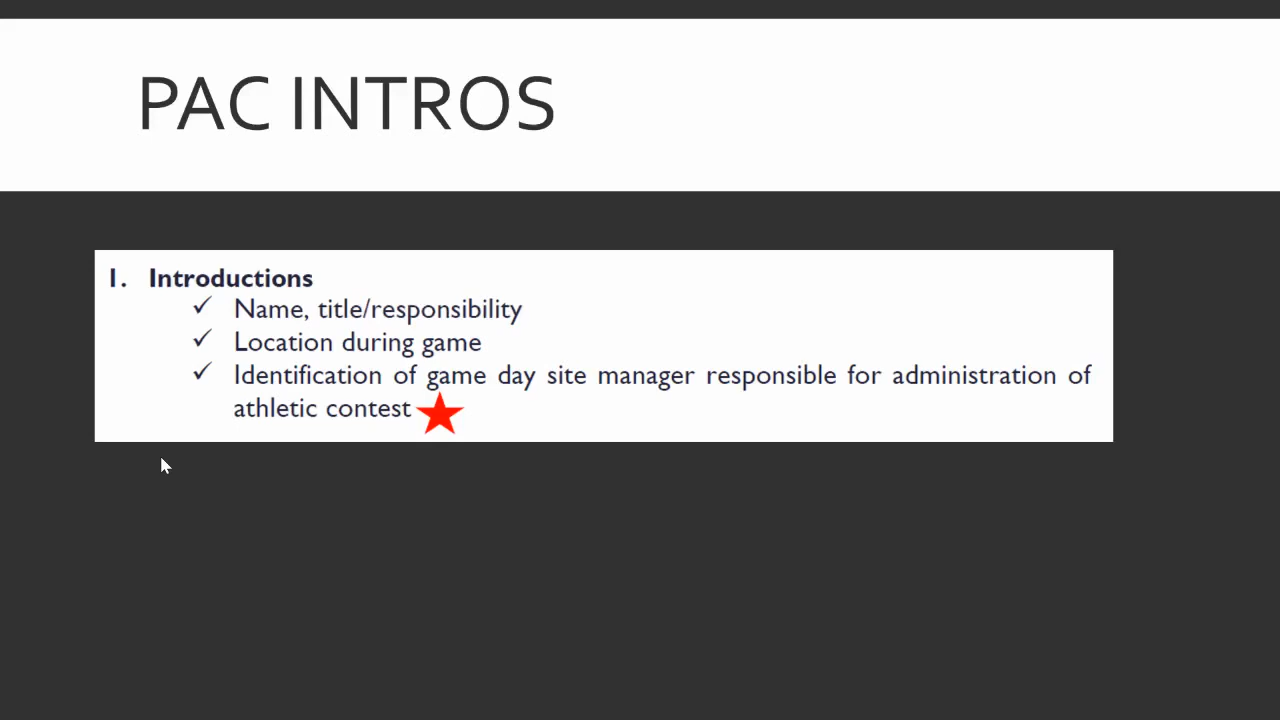 PAC INTROS
1. Introductions
✓ Name, title/responsibility
✓ Location during game
✓ Identification of game day site manager responsible for administration of
athletic contest